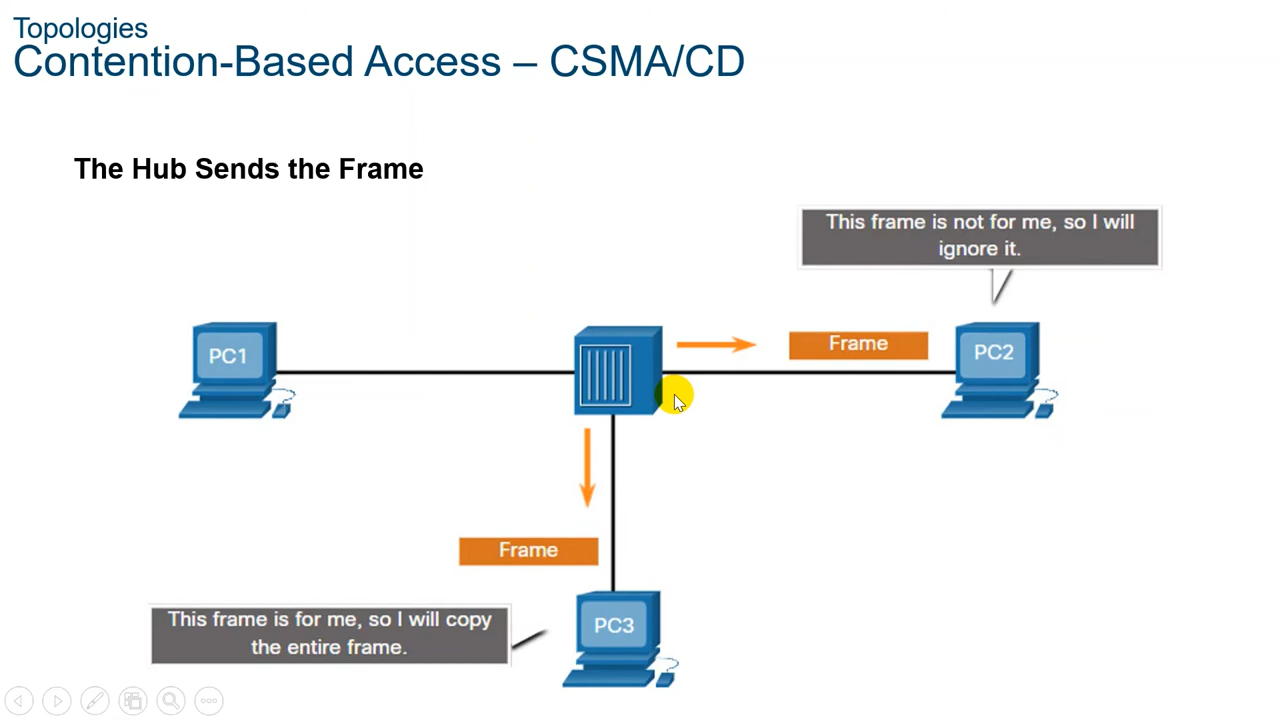 Topologies
Contention-Based Access – CSMA/CD
The Hub Sends the Frame
This frame is not for me, so I will
ignore it.
PC1
Frame
PC2
Frame
This frame is for me, so I will copy
the entire frame.
PC3